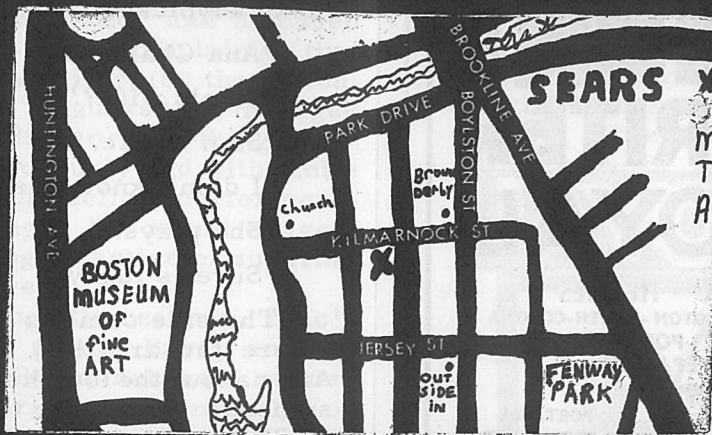 HUNTINGTON AVE
BOSTON
MUSEUM
OF
FINE
ART
PARK DRIVE
BROOKLINE AVE
BOYLSTON ST
SEARS
MTA
Church
Brown
Derby
KILMARNOCK ST
X
JERSEY ST
OUT
SIDE
IN
FENWAY
PARK